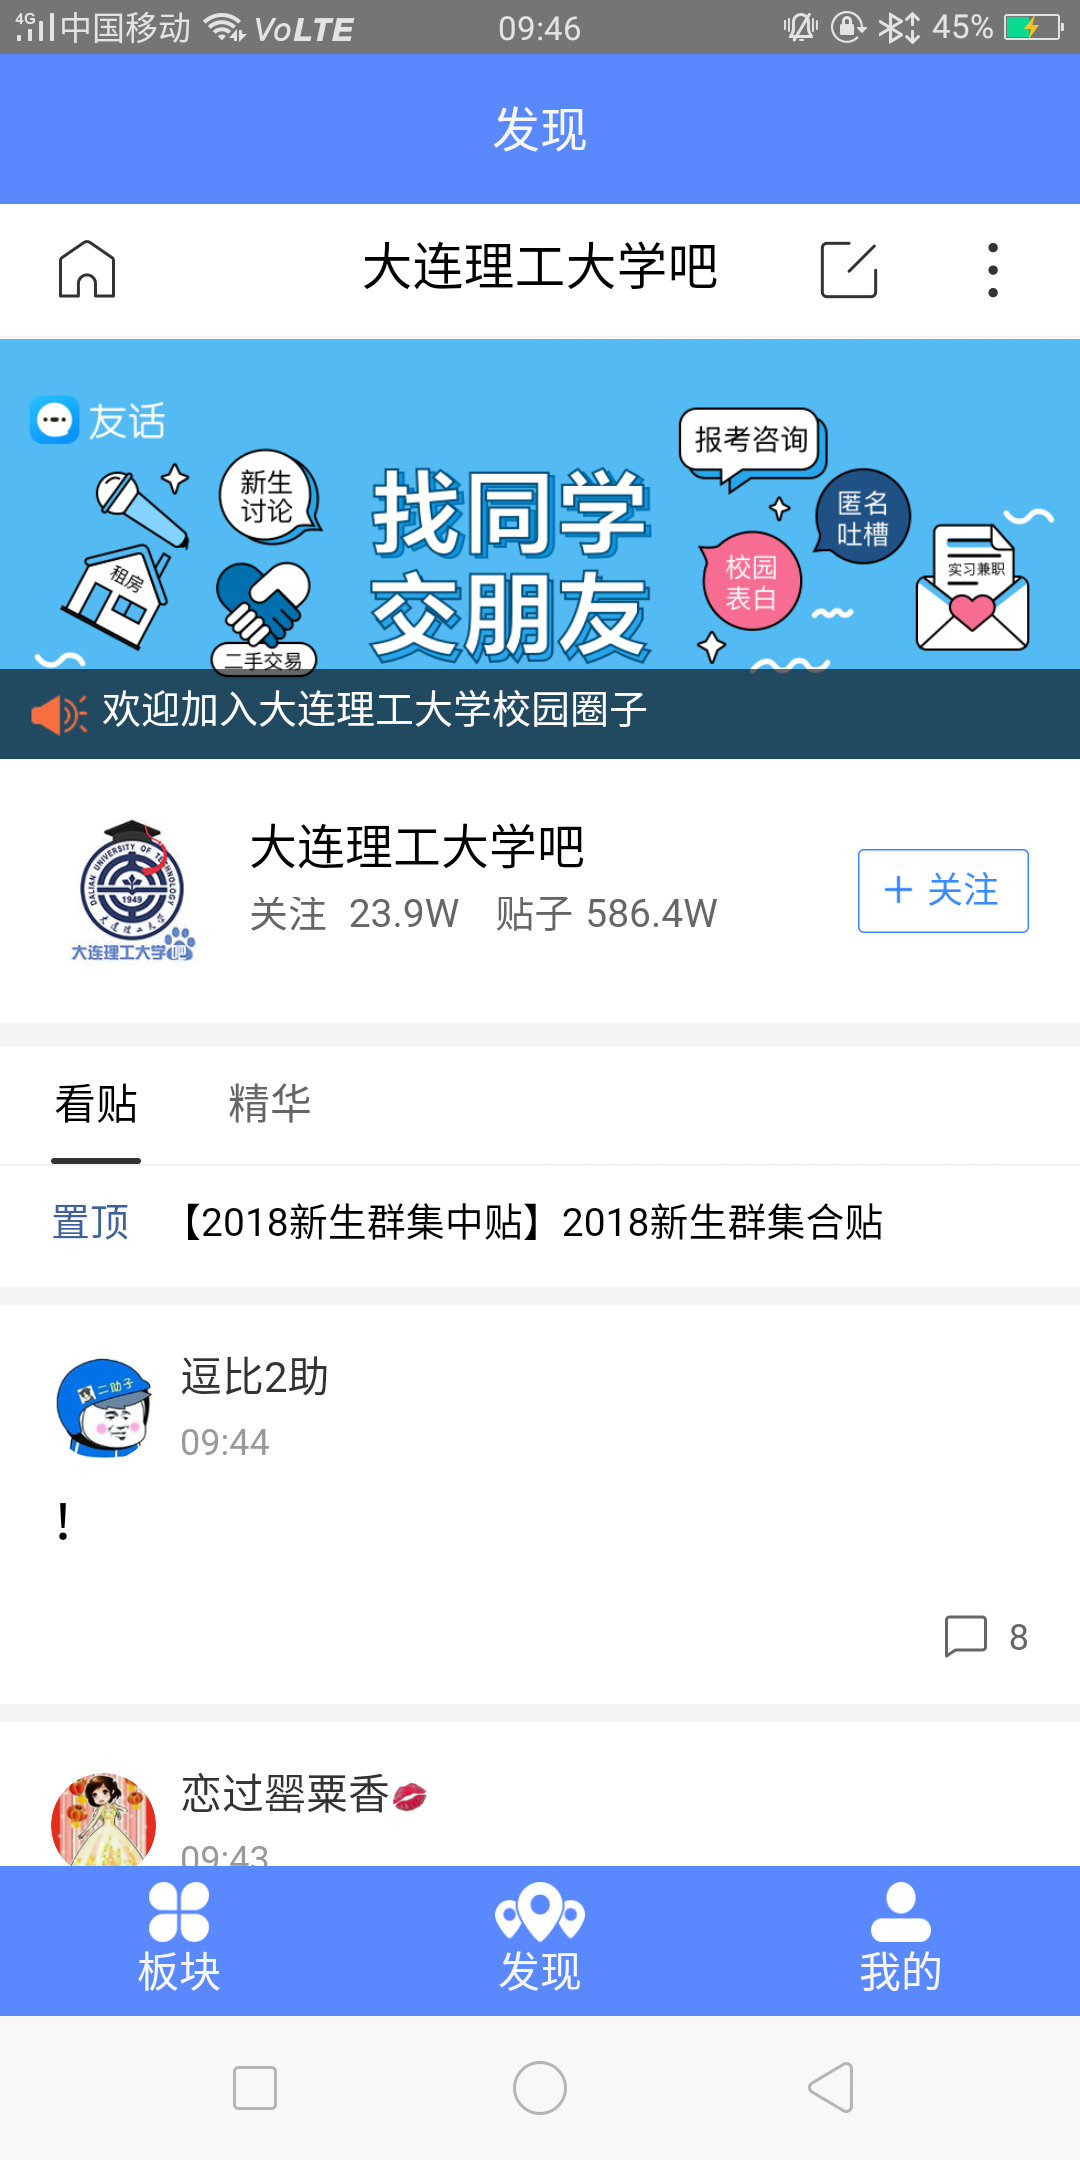 4G 中国移动 VoLTE 09:46 45%
发现
大连理工大学吧
友话
报考咨询
新生
讨论
找同学
交朋友
匿名
吐槽
校园
表白
实习兼职
租房
二手交易
欢迎加入大连理工大学校园圈子
DALIAN UNIVERSITY OF TECHNOLOGY
1949
大连理工大学
大连理工大学吧
大连理工大学吧
关注 23.9W 贴子 586.4W
+ 关注
看贴 精华
置顶 【2018新生群集中贴】2018新生群集合贴
二助子
逗比2助
09:44
！
8
恋过罂粟香💋
09:43
板块 发现 我的